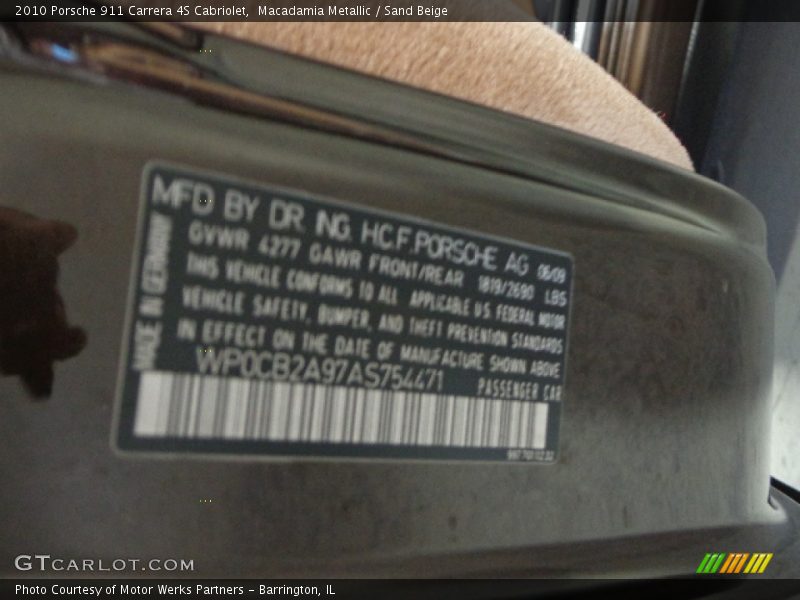 2010 Porsche 911 Carrera 4S Cabriolet,  Macadamia Metallic / Sand Beige
MFD BY DR. ING. H.C.F. PORSCHE AG 06/09
GVWR 4277 GAWR FRONT/REAR 1819/2690 LBS
THIS VEHICLE CONFORMS TO ALL APPLICABLE U.S. FEDERAL MOTOR
VEHICLE SAFETY, BUMPER, AND THEFT PREVENTION STANDARDS
IN EFFECT ON THE DATE OF MANUFACTURE SHOWN ABOVE
WP0CB2A97AS754471 PASSENGER CAR
MADE IN GERMANY
GTCARLOT.COM
Photo Courtesy of Motor Werks Partners – Barrington, IL